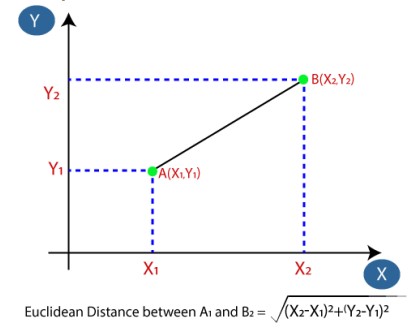 Y
B(X₂,Y₂)
Y₂
Y₁
A(X₁,Y₁)
X₁
X₂
X
Euclidean Distance between A₁ and B₂ = √(X₂-X₁)²+(Y₂-Y₁)²